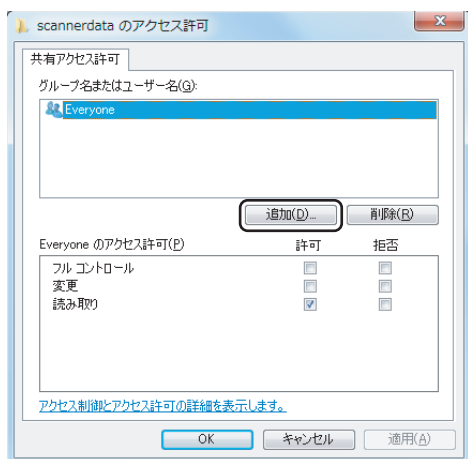 scannerdata のアクセス許可
共有アクセス許可
グループ名またはユーザー名(G):
Everyone
追加(D)... 削除(R)
Everyone のアクセス許可(P) 許可 拒否
フル コントロール
変更
読み取り
アクセス制御とアクセス許可の詳細を表示します。
OK キャンセル 適用(A)